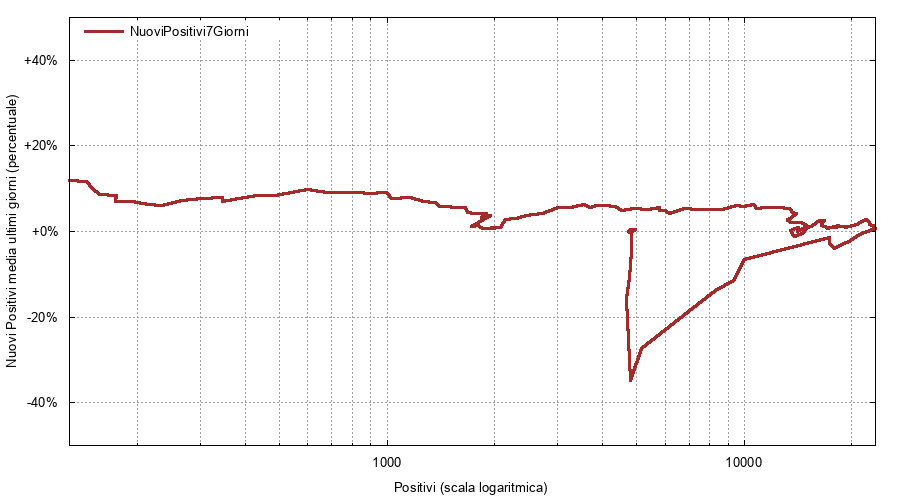 NuoviPositivi7Giorni
+40%
+20%
+0%
-20%
-40%
Nuovi Positivi media ultimi giorni (percentuale)
1000
10000
Positivi (scala logaritmica)